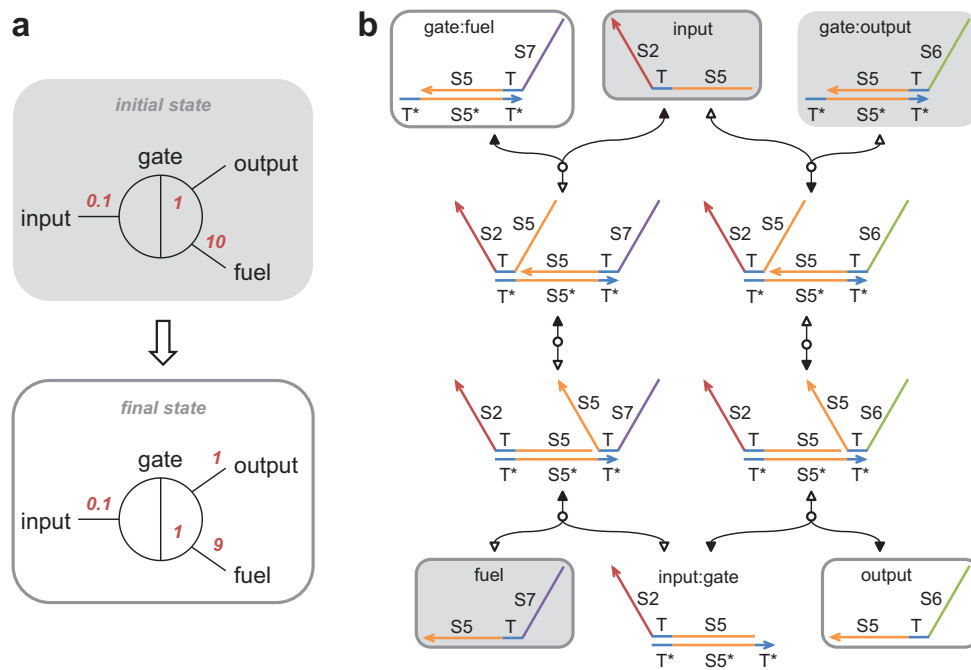 a
initial state
gate
output
input
0.1
1
10
fuel
final state
gate
1
output
0.1
input
1
9
fuel
b
gate:fuel
S7
S5
T
T* S5* T*
input
S2
T S5
gate:output
S6
S5
T
T* S5* T*
S2 S5 S7
T S5 T
T* S5* T*
S2 S5 S6
T S5 T
T* S5* T*
S2 S5 S7
T S5 T
T* S5* T*
S2 S5 S6
T S5 T
T* S5* T*
fuel
S7
S5 T
input:gate
S2
T S5
T* S5* T*
output
S6
S5 T